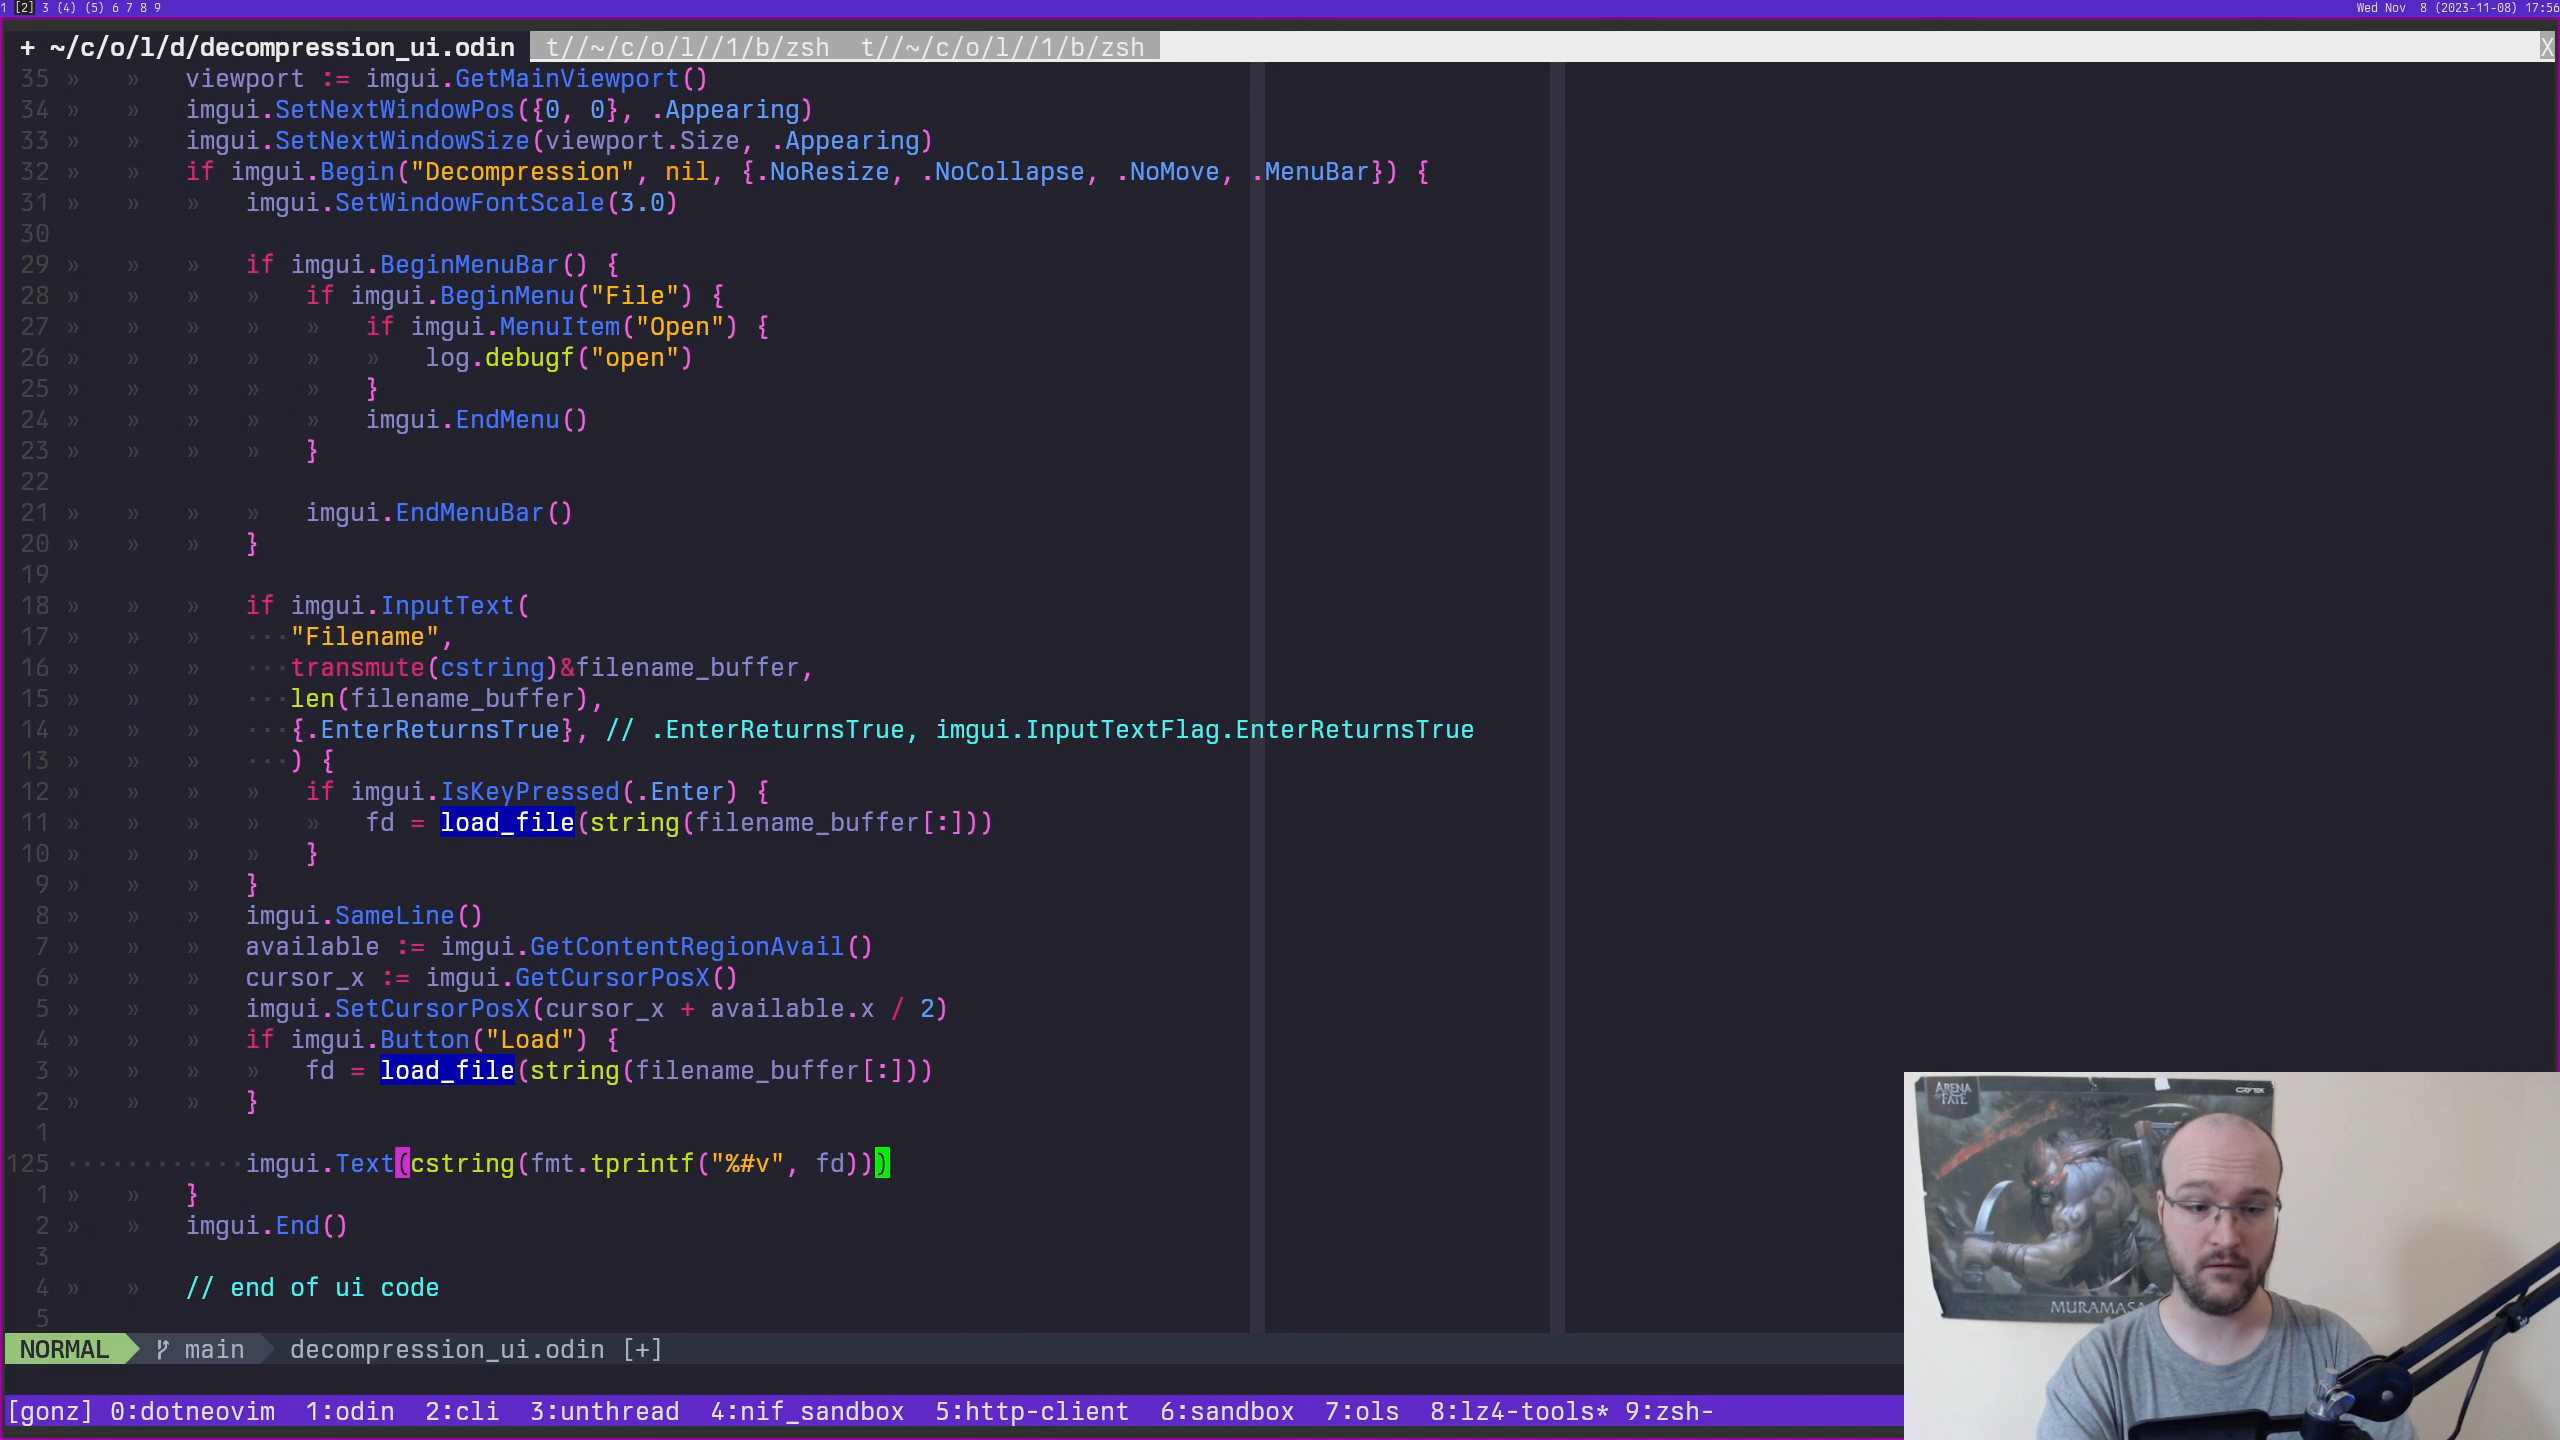 1 [2] 3 (4) (5) 6 7 8 9
Wed Nov  8 (2023-11-08) 17:56
+ ~/c/o/l/d/decompression_ui.odin  t//~/c/o/l//1/b/zsh  t//~/c/o/l//1/b/zsh X
35 »   »   viewport := imgui.GetMainViewport()
34 »   »   imgui.SetNextWindowPos({0, 0}, .Appearing)
33 »   »   imgui.SetNextWindowSize(viewport.Size, .Appearing)
32 »   »   if imgui.Begin("Decompression", nil, {.NoResize, .NoCollapse, .NoMove, .MenuBar}) {
31 »   »   »   imgui.SetWindowFontScale(3.0)
30
29 »   »   »   if imgui.BeginMenuBar() {
28 »   »   »   »   if imgui.BeginMenu("File") {
27 »   »   »   »   »   if imgui.MenuItem("Open") {
26 »   »   »   »   »   »   log.debugf("open")
25 »   »   »   »   »   }
24 »   »   »   »   »   imgui.EndMenu()
23 »   »   »   »   }
22
21 »   »   »   »   imgui.EndMenuBar()
20 »   »   »   }
19
18 »   »   »   if imgui.InputText(
17 »   »   »   ···"Filename",
16 »   »   »   ···transmute(cstring)&filename_buffer,
15 »   »   »   ···len(filename_buffer),
14 »   »   »   ···{.EnterReturnsTrue}, // .EnterReturnsTrue, imgui.InputTextFlag.EnterReturnsTrue
13 »   »   »   ···) {
12 »   »   »   »   if imgui.IsKeyPressed(.Enter) {
11 »   »   »   »   »   fd = load_file(string(filename_buffer[:]))
10 »   »   »   »   }
9 »   »   »   }
8 »   »   »   imgui.SameLine()
7 »   »   »   available := imgui.GetContentRegionAvail()
6 »   »   »   cursor_x := imgui.GetCursorPosX()
5 »   »   »   imgui.SetCursorPosX(cursor_x + available.x / 2)
4 »   »   »   if imgui.Button("Load") {
3 »   »   »   »   fd = load_file(string(filename_buffer[:]))
2 »   »   »   }
1
125 ············imgui.Text(cstring(fmt.tprintf("%#v", fd)))
1 »   »   }
2 »   »   imgui.End()
3
4 »   »   // end of ui code
5
ARENA
OF FATE
MURAMASA
NORMAL  main  decompression_ui.odin [+]
[gonz] 0:dotneovim  1:odin  2:cli  3:unthread  4:nif_sandbox  5:http-client  6:sandbox  7:ols  8:lz4-tools* 9:zsh-